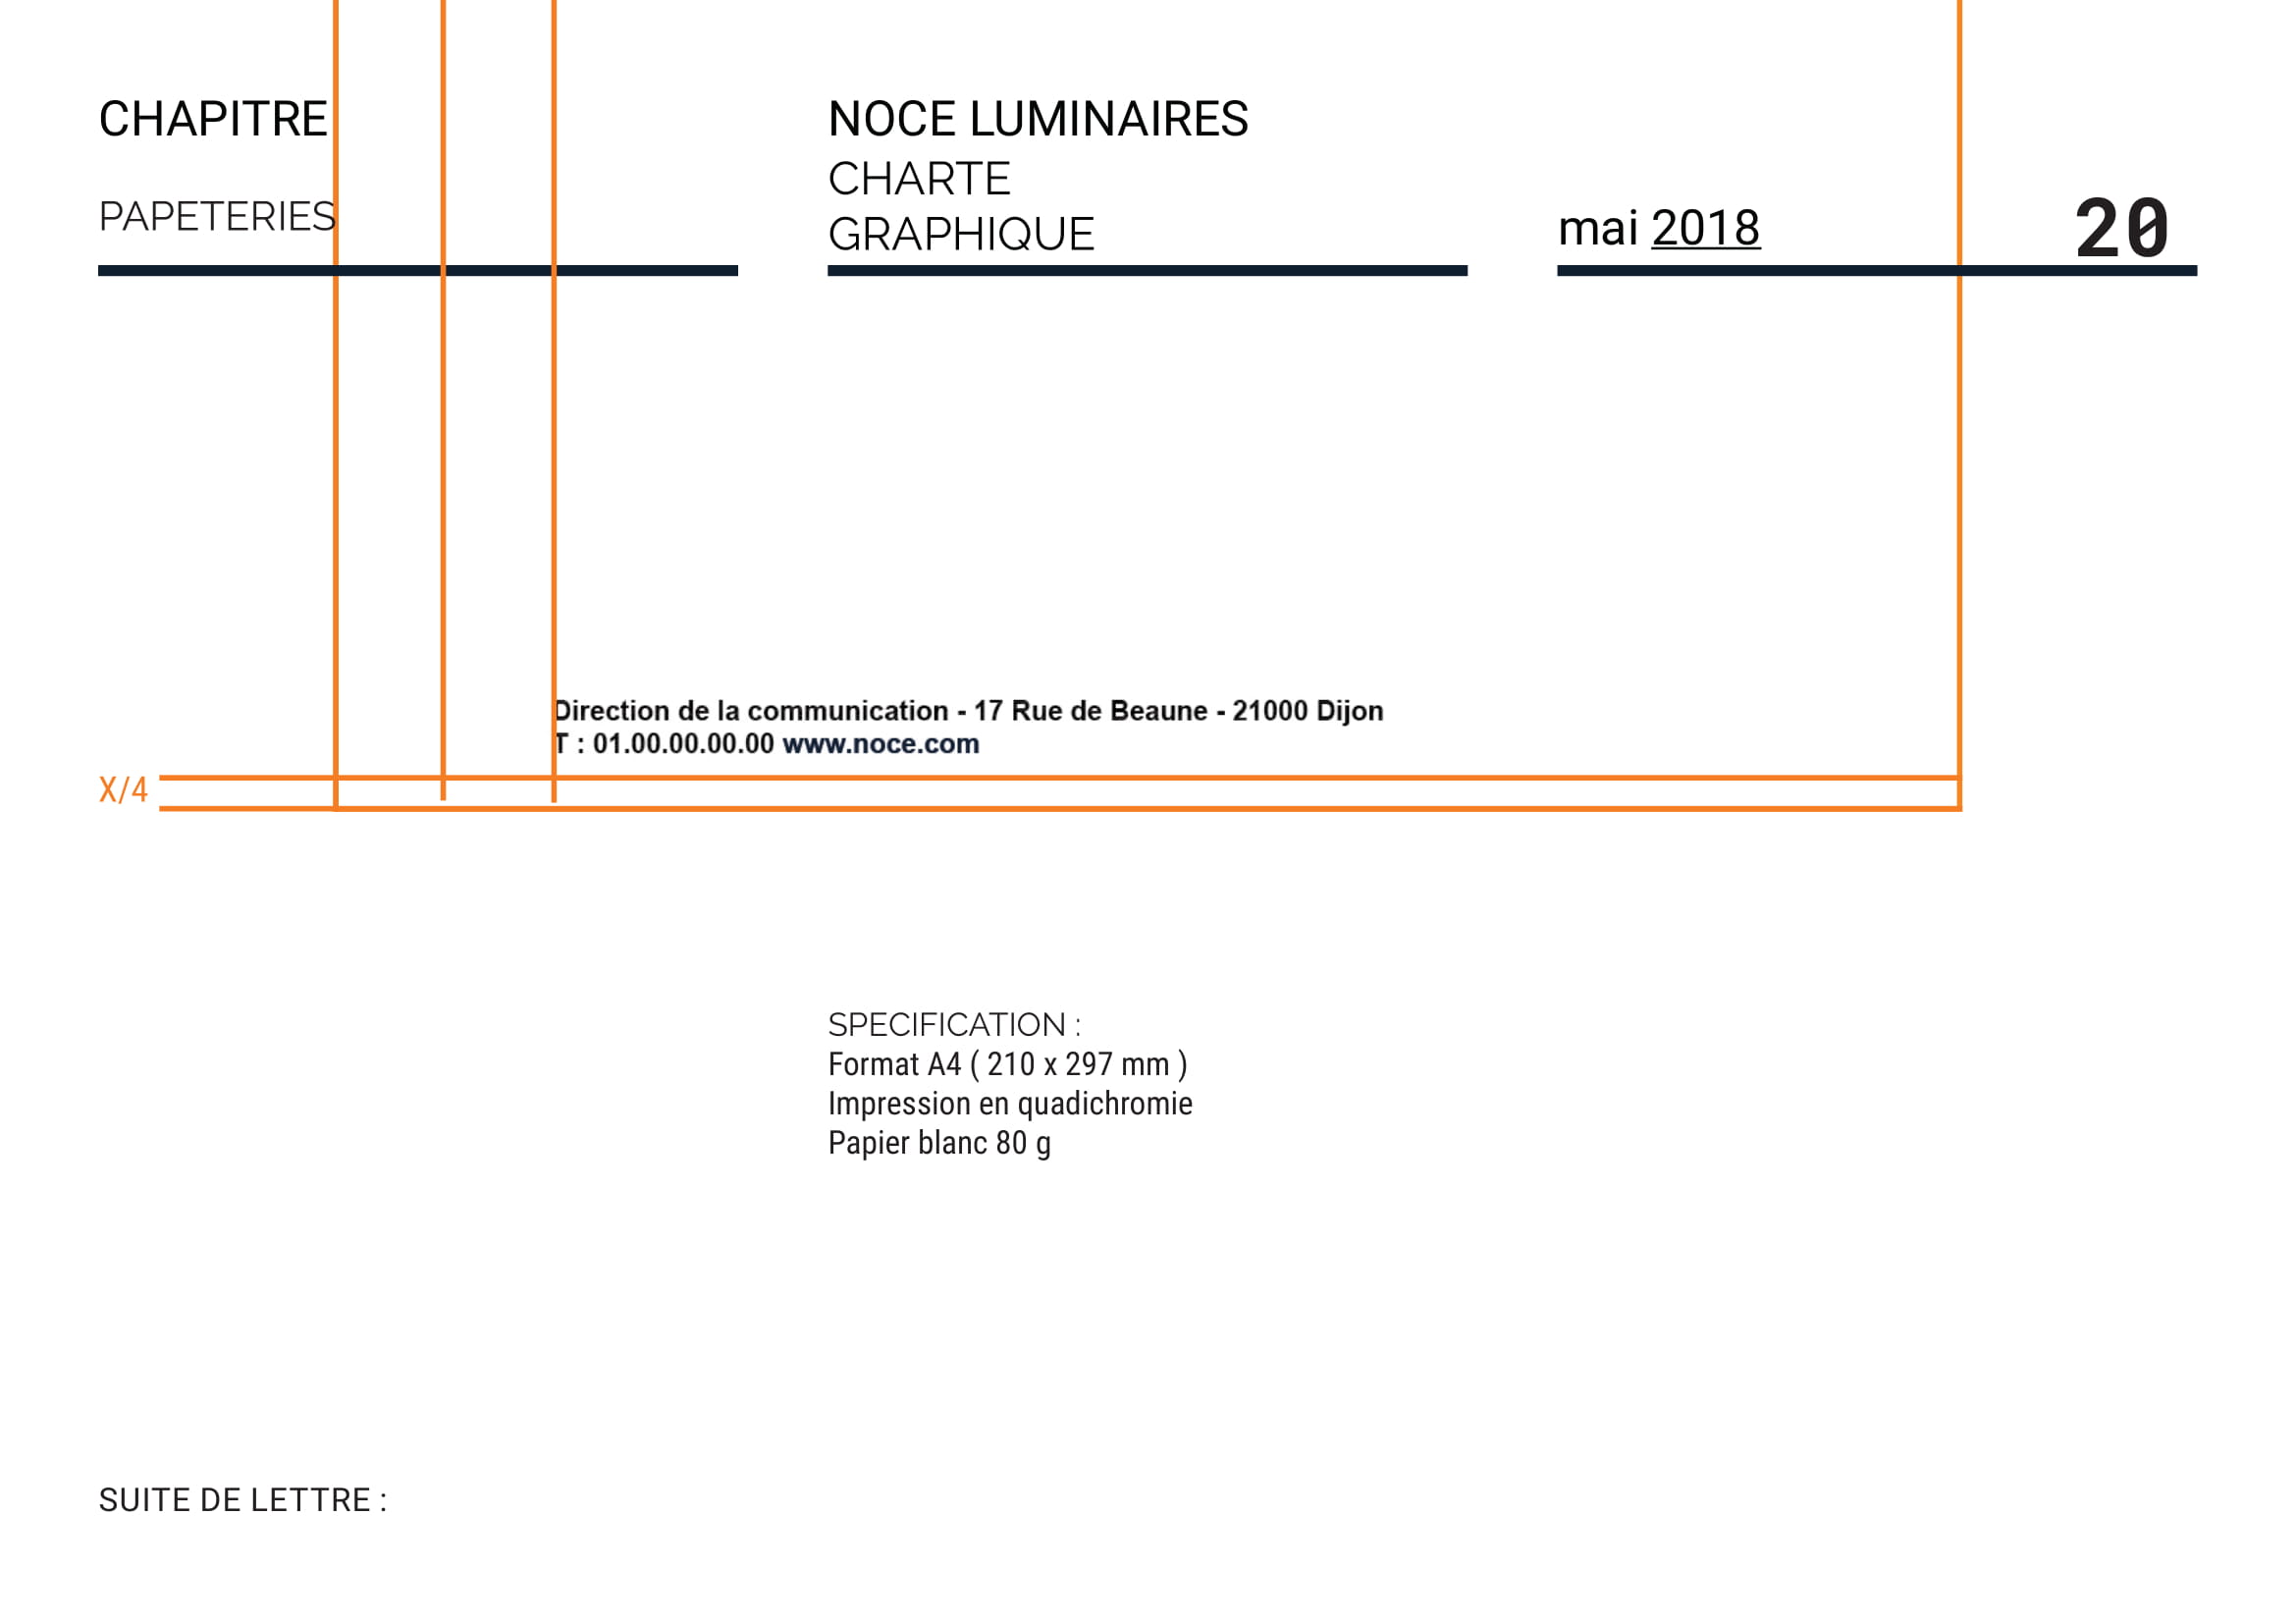 CHAPITRE
PAPETERIES
NOCE LUMINAIRES
CHARTE
GRAPHIQUE
mai 2018
20
Direction de la communication - 17 Rue de Beaune - 21000 Dijon
T : 01.00.00.00.00 www.noce.com
X/4
SPECIFICATION :
Format A4 ( 210 x 297 mm )
Impression en quadichromie
Papier blanc 80 g
SUITE DE LETTRE :